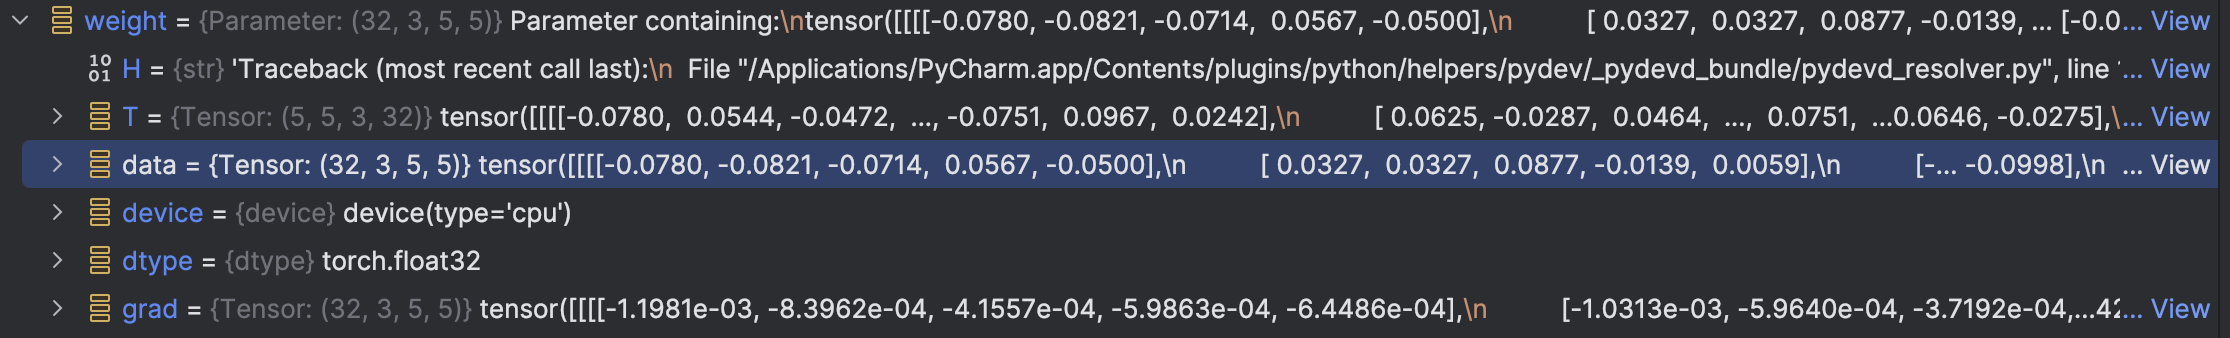 weight = {Parameter: (32, 3, 5, 5)} Parameter containing:\ntensor([[[[-0.0780, -0.0821, -0.0714,  0.0567, -0.0500],\n          [ 0.0327,  0.0327,  0.0877, -0.0139, ... [-0.0... View
10 01 H = {str} 'Traceback (most recent call last):\n  File "/Applications/PyCharm.app/Contents/plugins/python/helpers/pydev/_pydevd_bundle/pydevd_resolver.py", line ... View
T = {Tensor: (5, 5, 3, 32)} tensor([[[[-0.0780,  0.0544, -0.0472,  ..., -0.0751,  0.0967,  0.0242],\n          [ 0.0625, -0.0287,  0.0464,  ...,  0.0751,  ...0.0646, -0.0275],\... View
data = {Tensor: (32, 3, 5, 5)} tensor([[[[-0.0780, -0.0821, -0.0714,  0.0567, -0.0500],\n          [ 0.0327,  0.0327,  0.0877, -0.0139,  0.0059],\n          [-... -0.0998],\n  ... View
device = {device} device(type='cpu')
dtype = {dtype} torch.float32
grad = {Tensor: (32, 3, 5, 5)} tensor([[[[-1.1981e-03, -8.3962e-04, -4.1557e-04, -5.9863e-04, -6.4486e-04],\n          [-1.0313e-03, -5.9640e-04, -3.7192e-04,...42... View